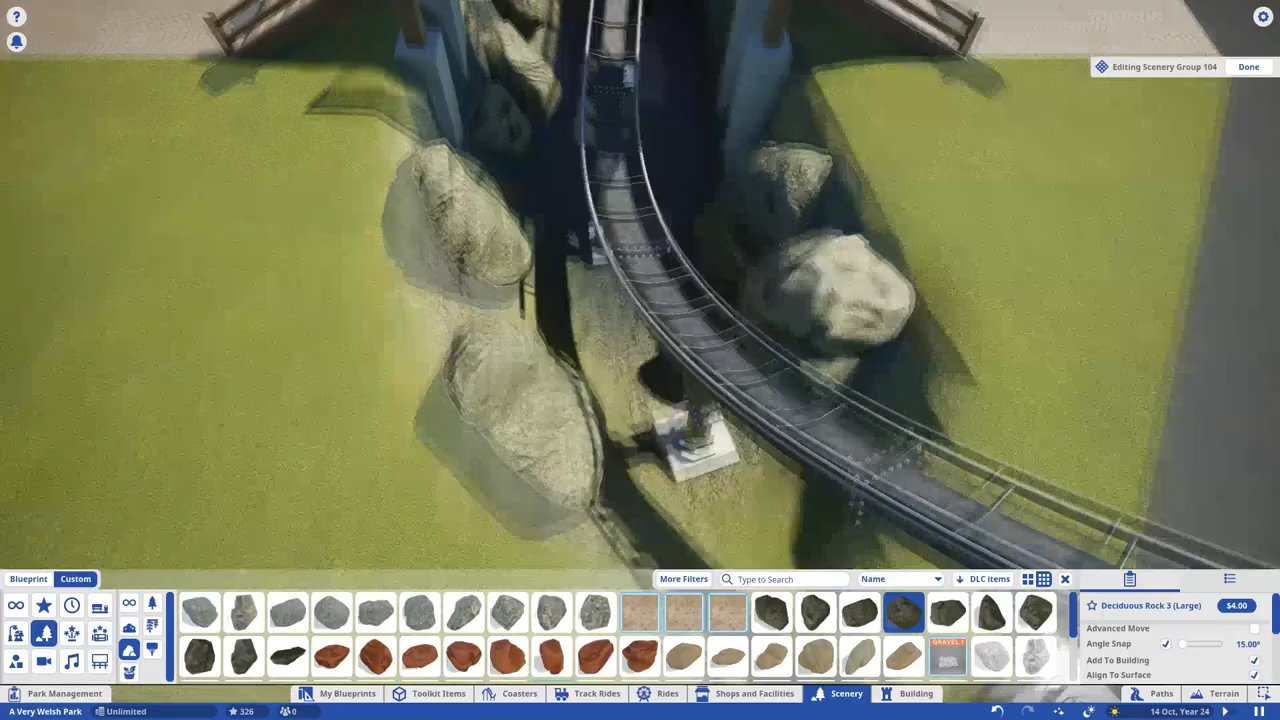 ?
Editing Scenery Group 104 Done
Blueprint Custom More Filters Type to Search Name DLC items
Deciduous Rock 3 (Large) $4.00
Advanced Move
Angle Snap 15.00°
Add To Building
Align To Surface
GRAVEL 1
Park Management My Blueprints Toolkit Items Coasters Track Rides Rides Shops and Facilities Scenery Building Paths Terrain
A Very Welsh Park Unlimited 326 0 14 Oct, Year 24